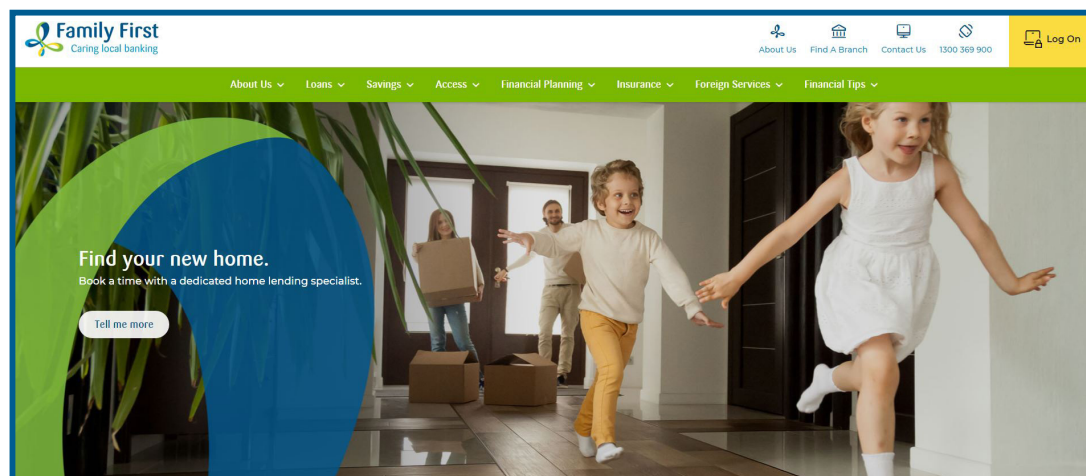 Family First
Caring local banking
About Us
Find A Branch
Contact Us
1300 369 900
Log On
About Us
Loans
Savings
Access
Financial Planning
Insurance
Foreign Services
Financial Tips
Find your new home.
Book a time with a dedicated home lending specialist.
Tell me more